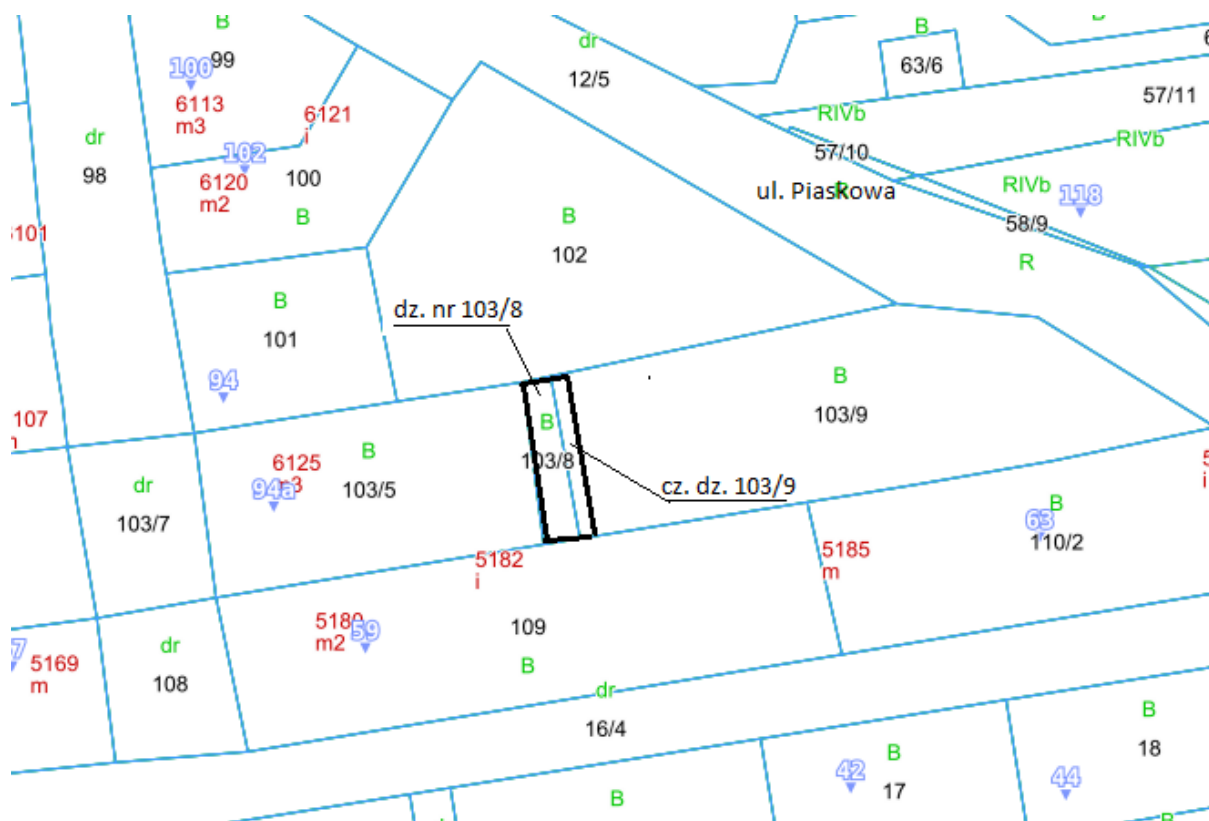 B
99
100
6113
m3
6121
i
dr
98
102
6120
m2
100
B
dr
12/5
B
63/6
57/11
RIVb
57/10
RIVb
ul. Piaskowa
RIVb
118
58/9
R
B
102
B
101
94
dz. nr 103/8
B
103/9
107
B
103/8
6125
94a
B
103/5
dr
103/7
cz. dz. 103/9
5182
i
5185
m
B
63
110/2
59
m2
109
B
5169
m
dr
108
dr
16/4
B
B
42
17
B
18
44
B